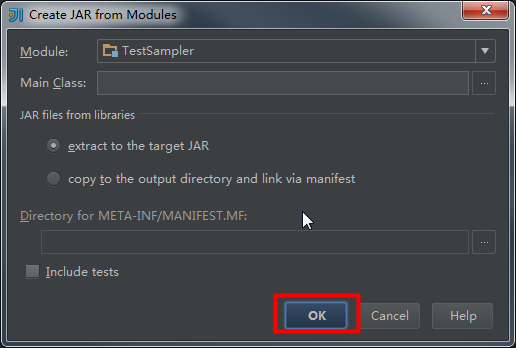 Create JAR from Modules
Module: TestSampler
Main Class: ...
JAR files from libraries
extract to the target JAR
copy to the output directory and link via manifest
Directory for META-INF/MANIFEST.MF:
...
Include tests
OK Cancel Help